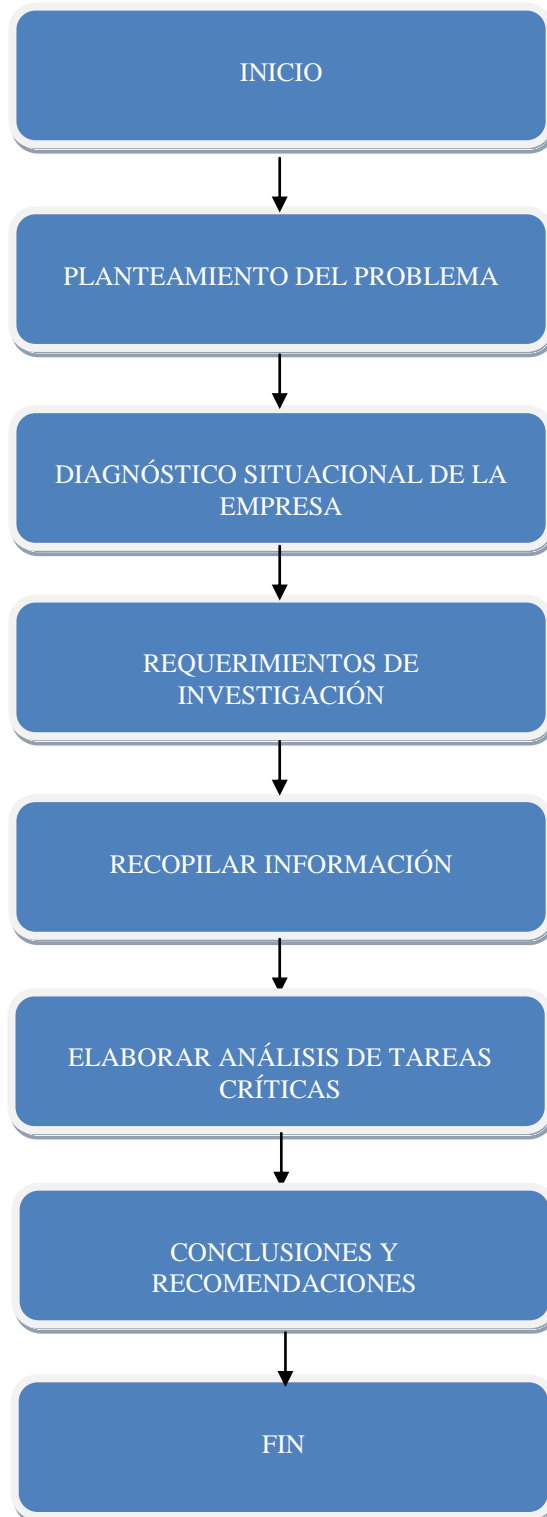 INICIO
PLANTEAMIENTO DEL PROBLEMA
DIAGNÓSTICO SITUACIONAL DE LA
EMPRESA
REQUERIMIENTOS DE
INVESTIGACIÓN
RECOPILAR INFORMACIÓN
ELABORAR ANÁLISIS DE TAREAS
CRÍTICAS
CONCLUSIONES Y
RECOMENDACIONES
FIN